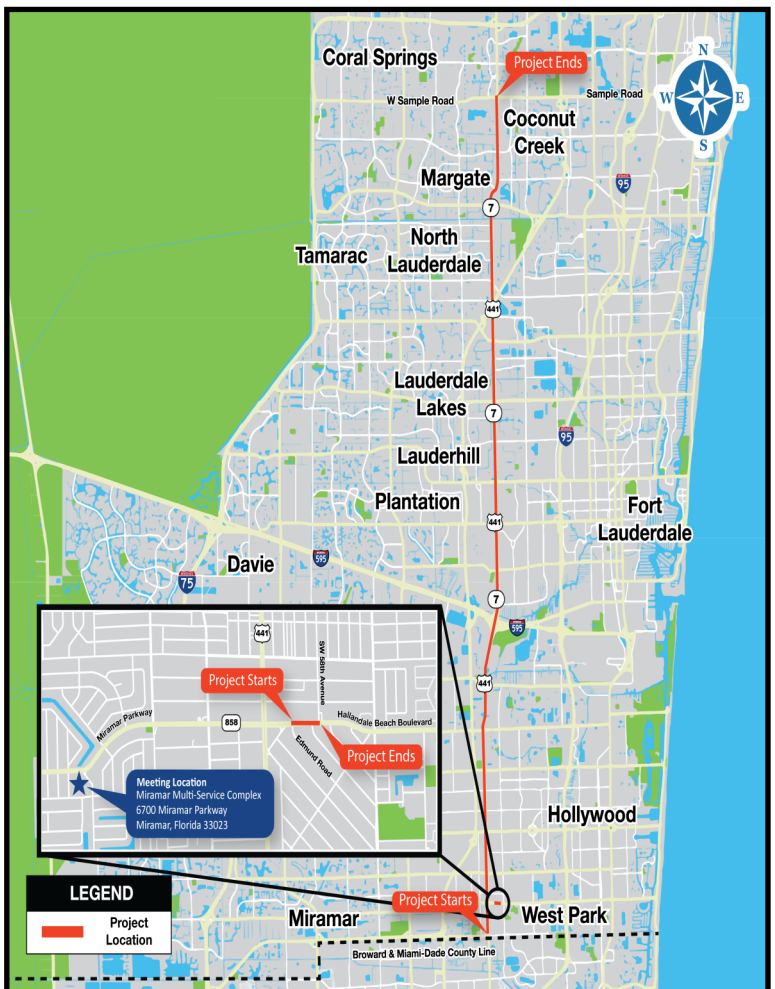 Coral Springs
Project Ends
W Sample Road
Sample Road
N
W
E
S
Coconut
Creek
Margate
95
7
North
Lauderdale
Tamarac
441
Lauderdale
Lakes
7
95
Lauderhill
Plantation
441
Fort
Lauderdale
Davie
595
75
7
595
441
441
SW 58th Avenue
Project Starts
Miramar Parkway
858
Hallandale Beach Boulevard
Edmund Road
Project Ends
Meeting Location
Miramar Multi-Service Complex
6700 Miramar Parkway
Miramar, Florida 33023
Hollywood
LEGEND
Project
Location
Project Starts
Miramar
West Park
Broward & Miami-Dade County Line